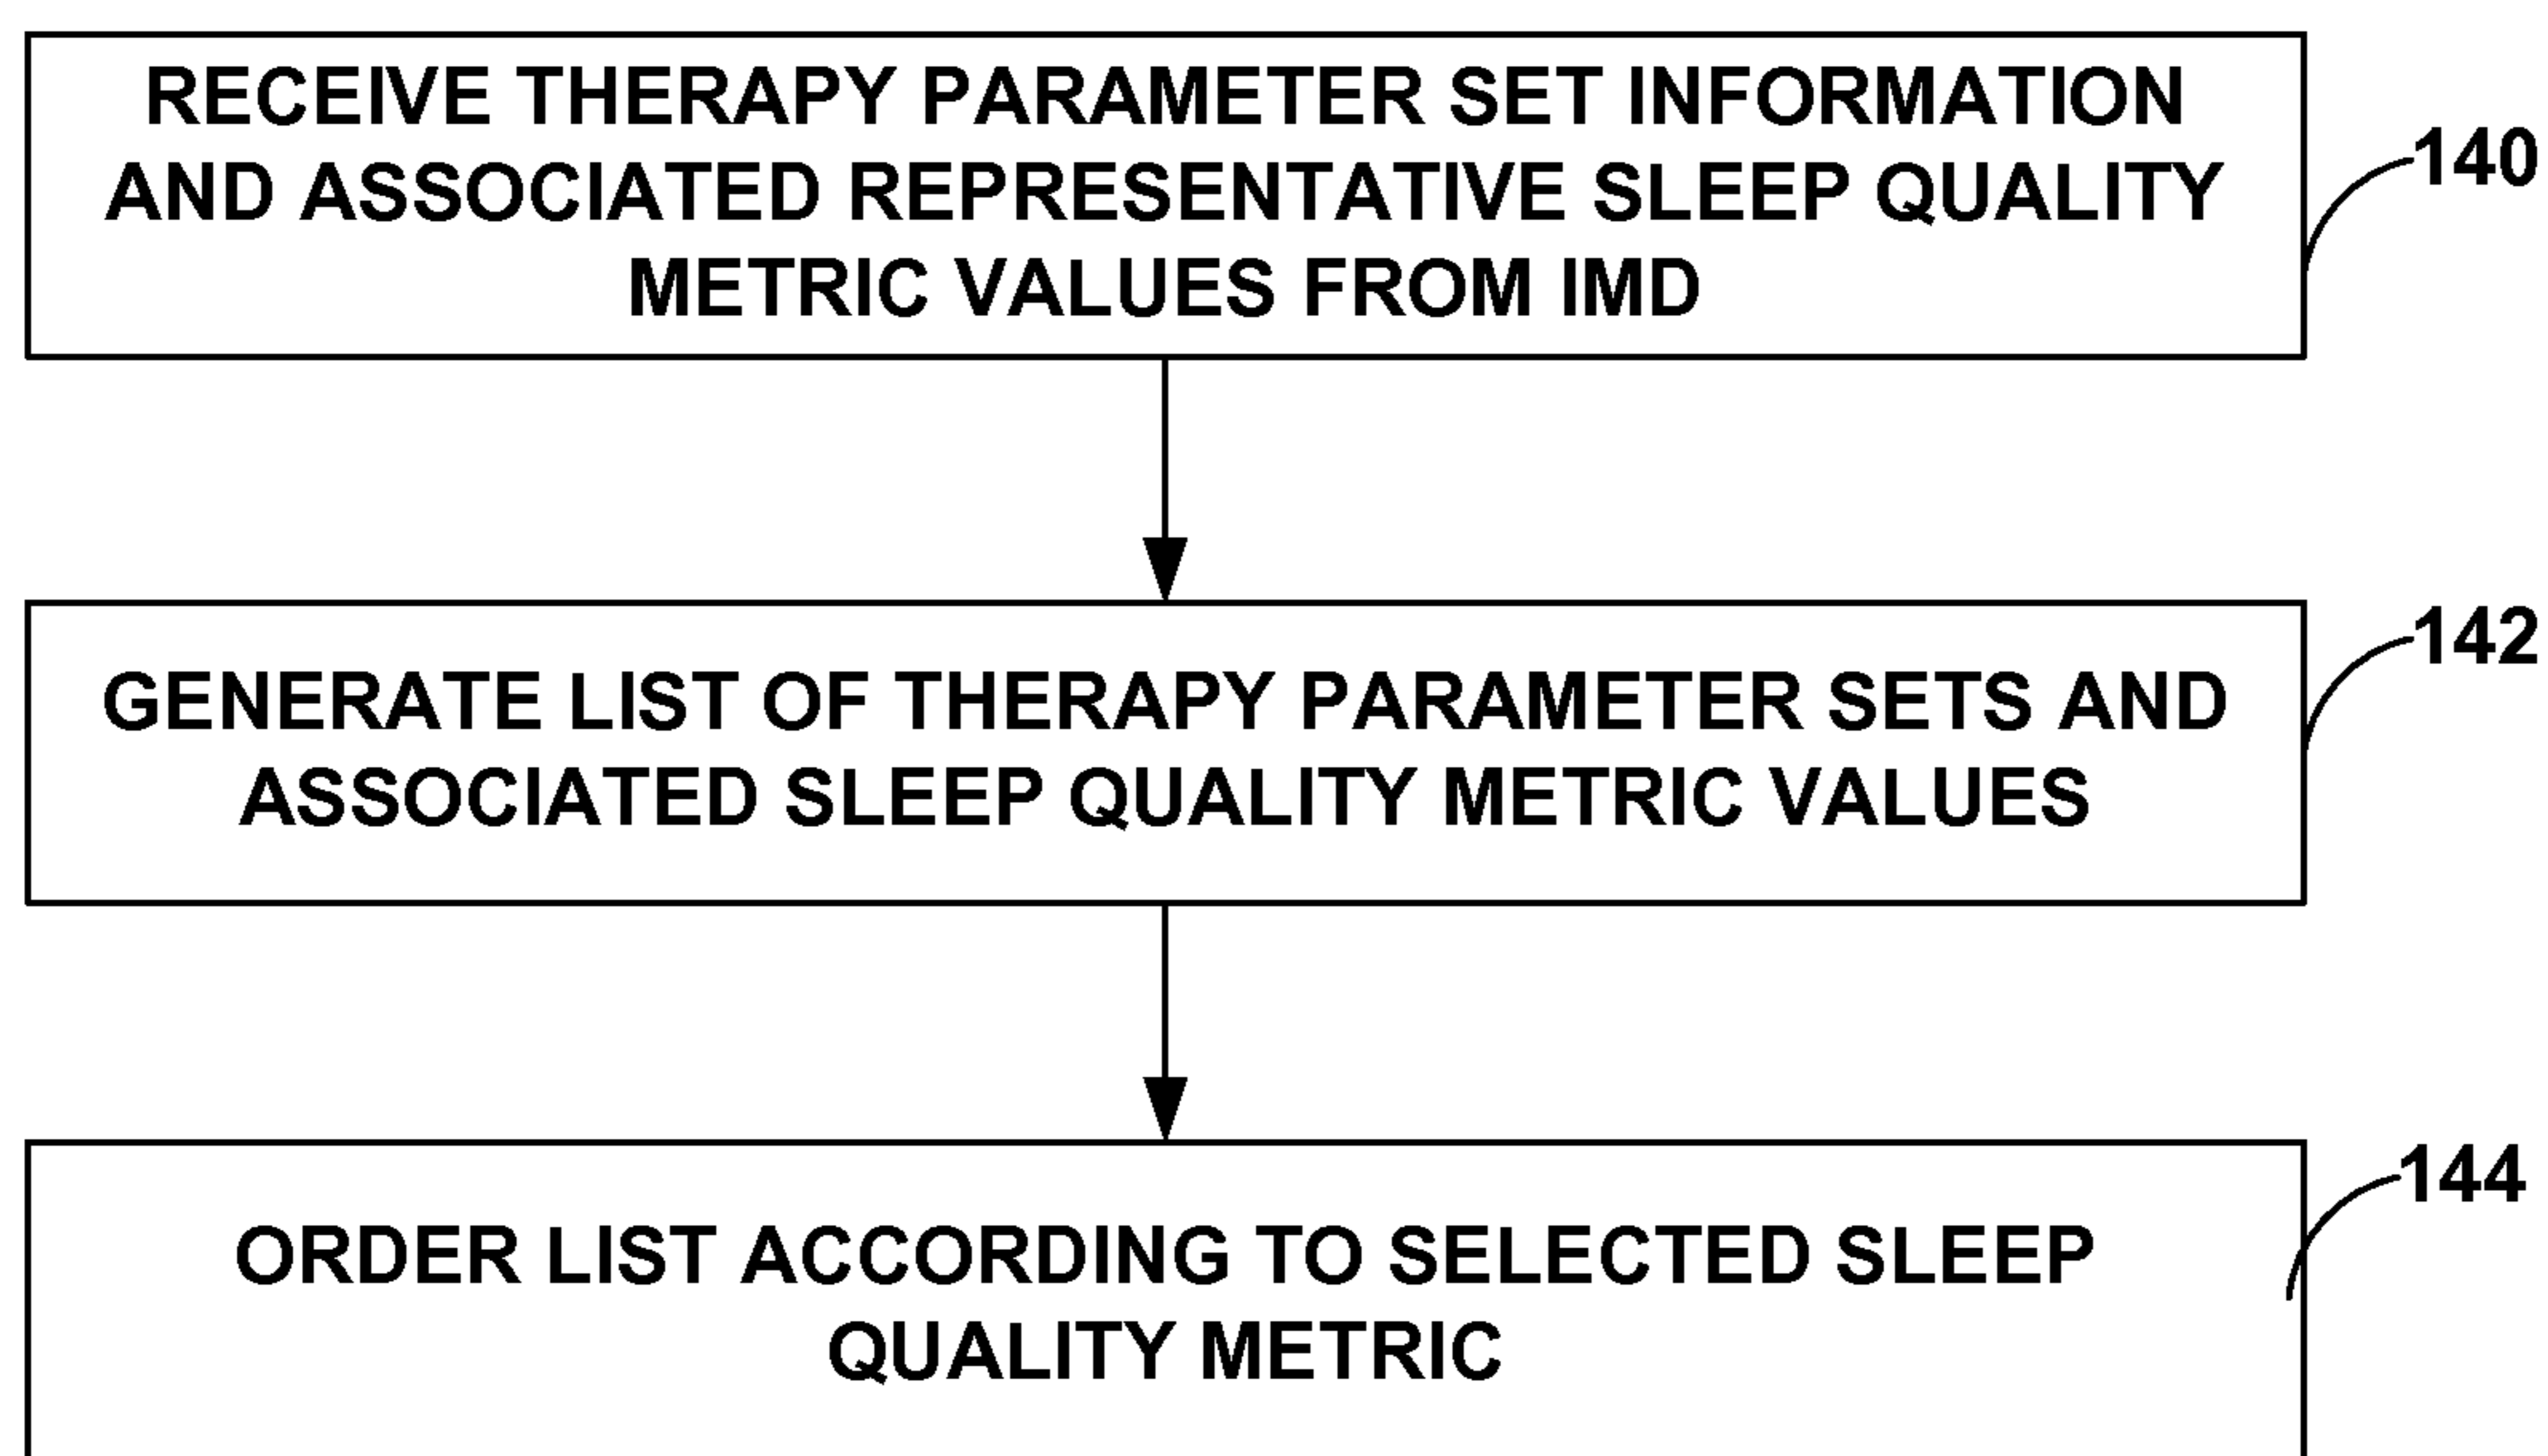 RECEIVE THERAPY PARAMETER SET INFORMATION
AND ASSOCIATED REPRESENTATIVE SLEEP QUALITY
METRIC VALUES FROM IMD
140
GENERATE LIST OF THERAPY PARAMETER SETS AND
ASSOCIATED SLEEP QUALITY METRIC VALUES
142
ORDER LIST ACCORDING TO SELECTED SLEEP
QUALITY METRIC
144